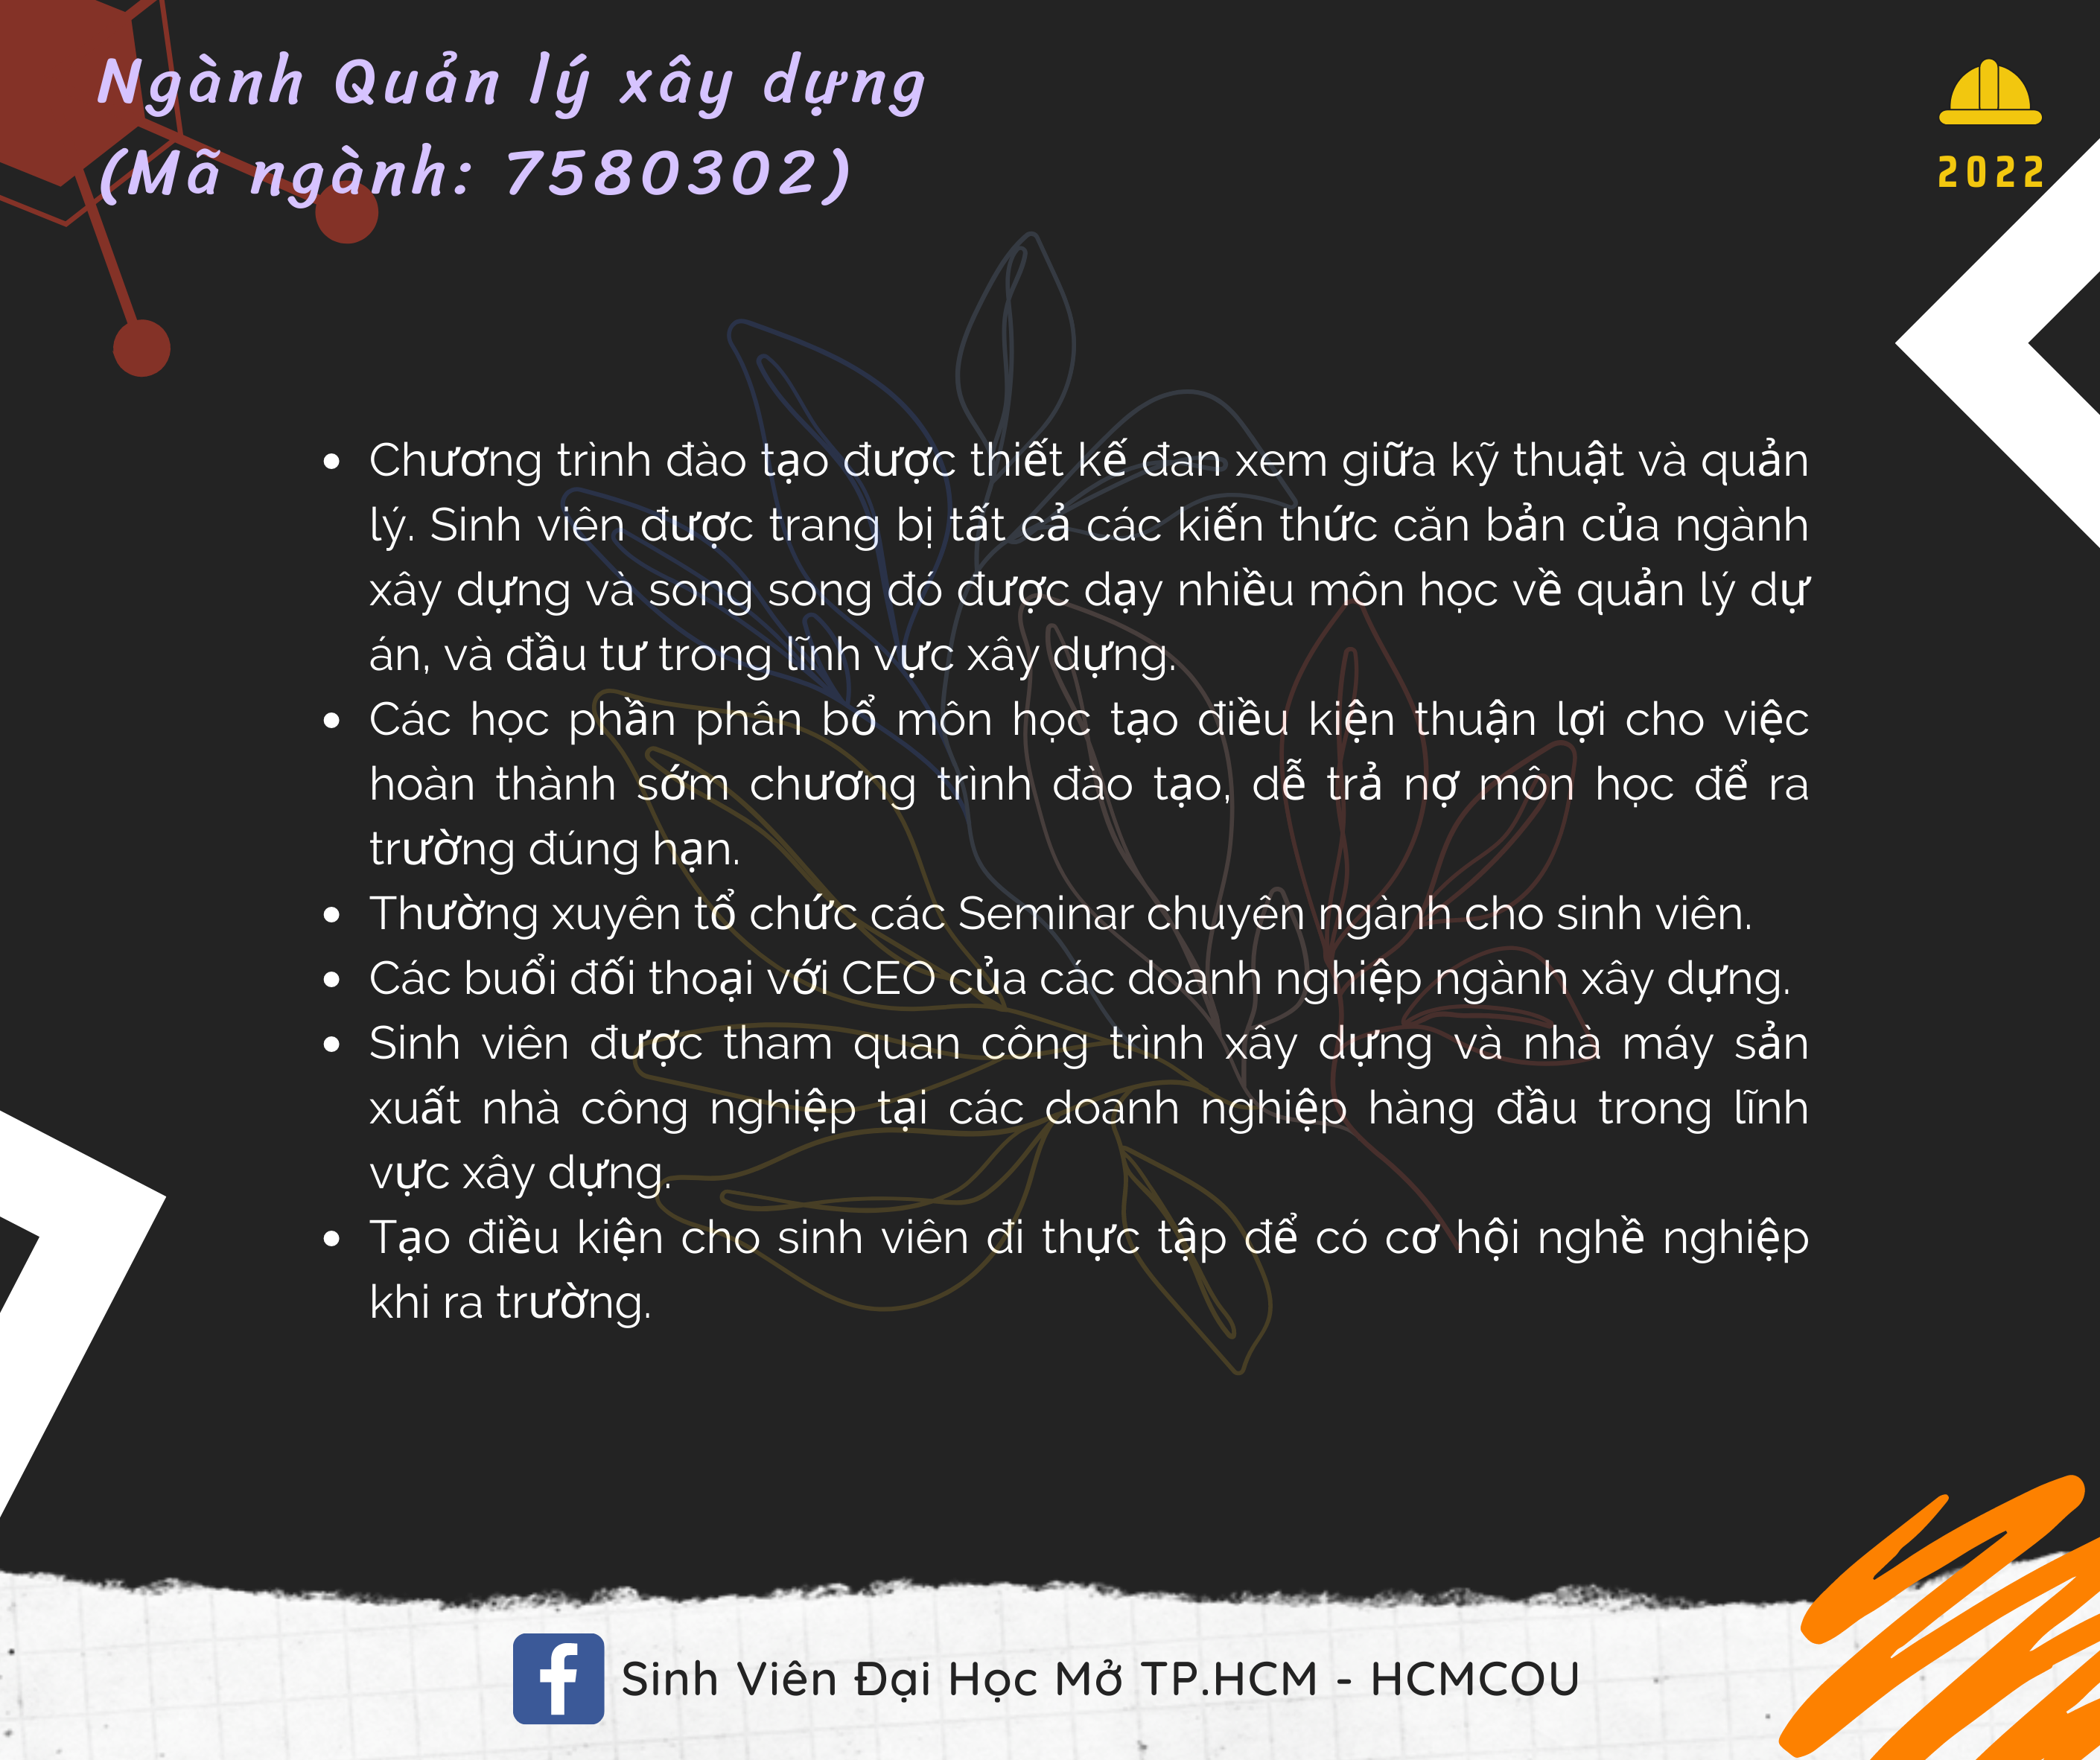 Ngành Quản lý xây dựng
(Mã ngành: 7580302)
2022
• Chương trình đào tạo được thiết kế đan xem giữa kỹ thuật và quản
lý. Sinh viên được trang bị tất cả các kiến thức căn bản của ngành
xây dựng và song song đó được dạy nhiều môn học về quản lý dự
án, và đầu tư trong lĩnh vực xây dựng.
• Các học phần phân bổ môn học tạo điều kiện thuận lợi cho việc
hoàn thành sớm chương trình đào tạo, dễ trả nợ môn học để ra
trường đúng hạn.
• Thường xuyên tổ chức các Seminar chuyên ngành cho sinh viên.
• Các buổi đối thoại với CEO của các doanh nghiệp ngành xây dựng.
• Sinh viên được tham quan công trình xây dựng và nhà máy sản
xuất nhà công nghiệp tại các doanh nghiệp hàng đầu trong lĩnh
vực xây dựng.
• Tạo điều kiện cho sinh viên đi thực tập để có cơ hội nghề nghiệp
khi ra trường.
Sinh Viên Đại Học Mở TP.HCM - HCMCOU